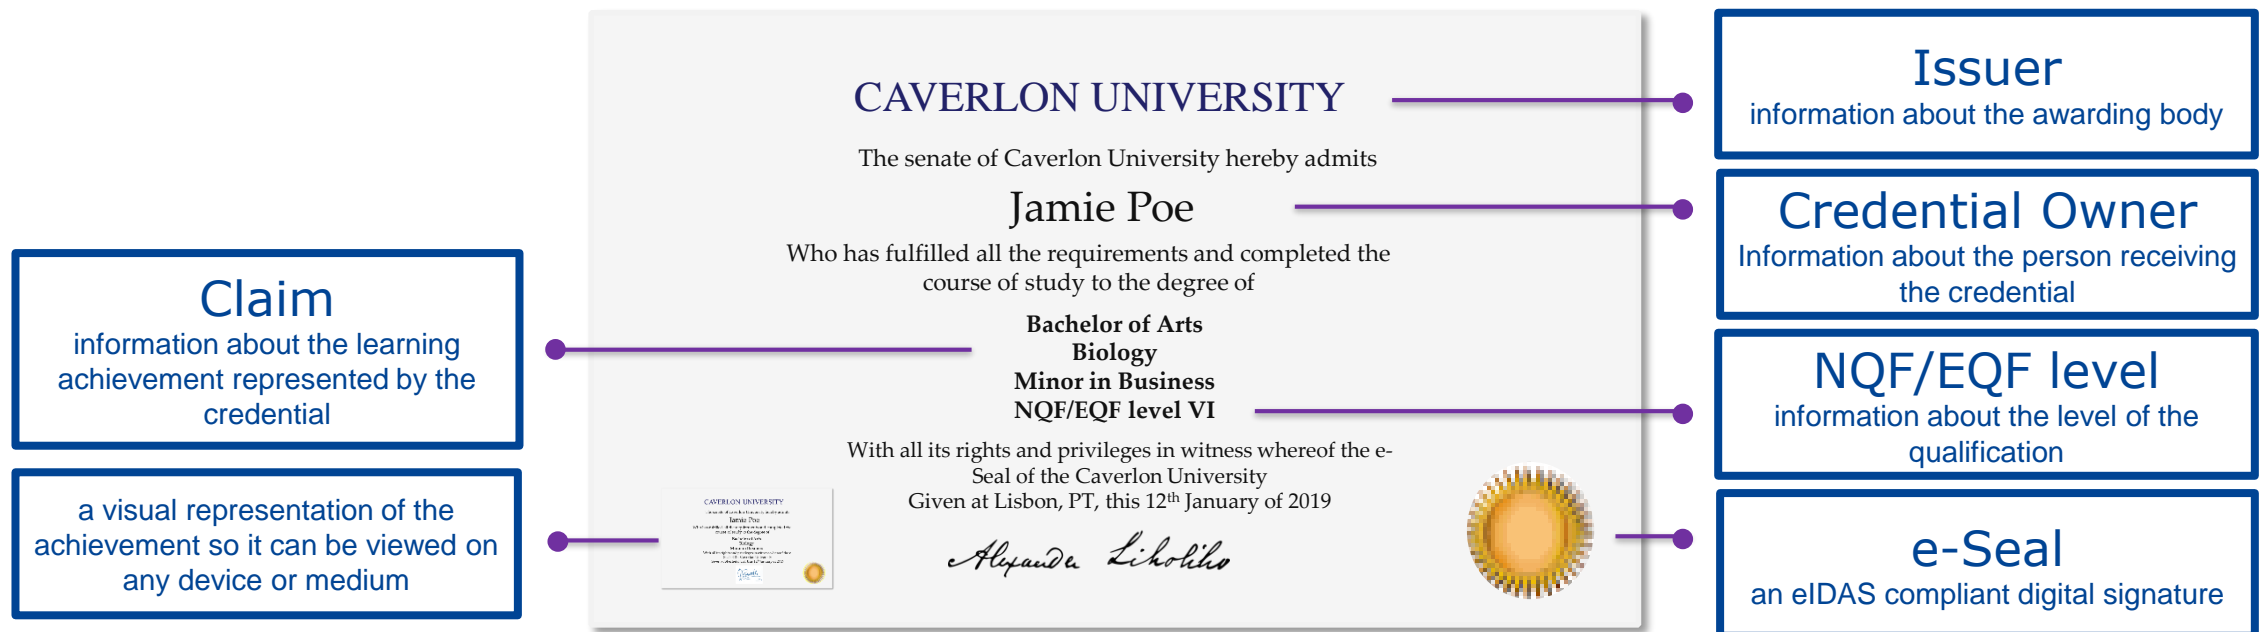 CAVERLON UNIVERSITY
The senate of Caverlon University hereby admits
Jamie Poe
Who has fulfilled all the requirements and completed the
course of study to the degree of
Bachelor of Arts
Biology
Minor in Business
NQF/EQF level VI
With all its rights and privileges in witness whereof the e-
Seal of the Caverlon University
Given at Lisbon, PT, this 12th January of 2019
Alexander Liholiho
CAVERLON UNIVERSITY
Jamie Poe
Claim
information about the learning
achievement represented by the
credential
a visual representation of the
achievement so it can be viewed on
any device or medium
Issuer
information about the awarding body
Credential Owner
Information about the person receiving
the credential
NQF/EQF level
information about the level of the
qualification
e-Seal
an eIDAS compliant digital signature